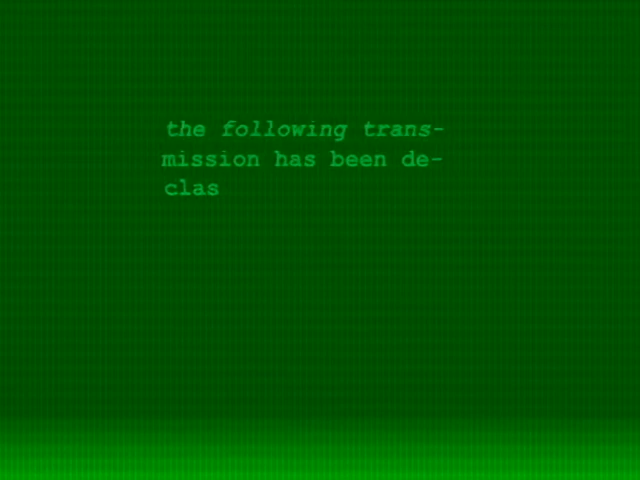 the following trans-
mission has been de-
clas